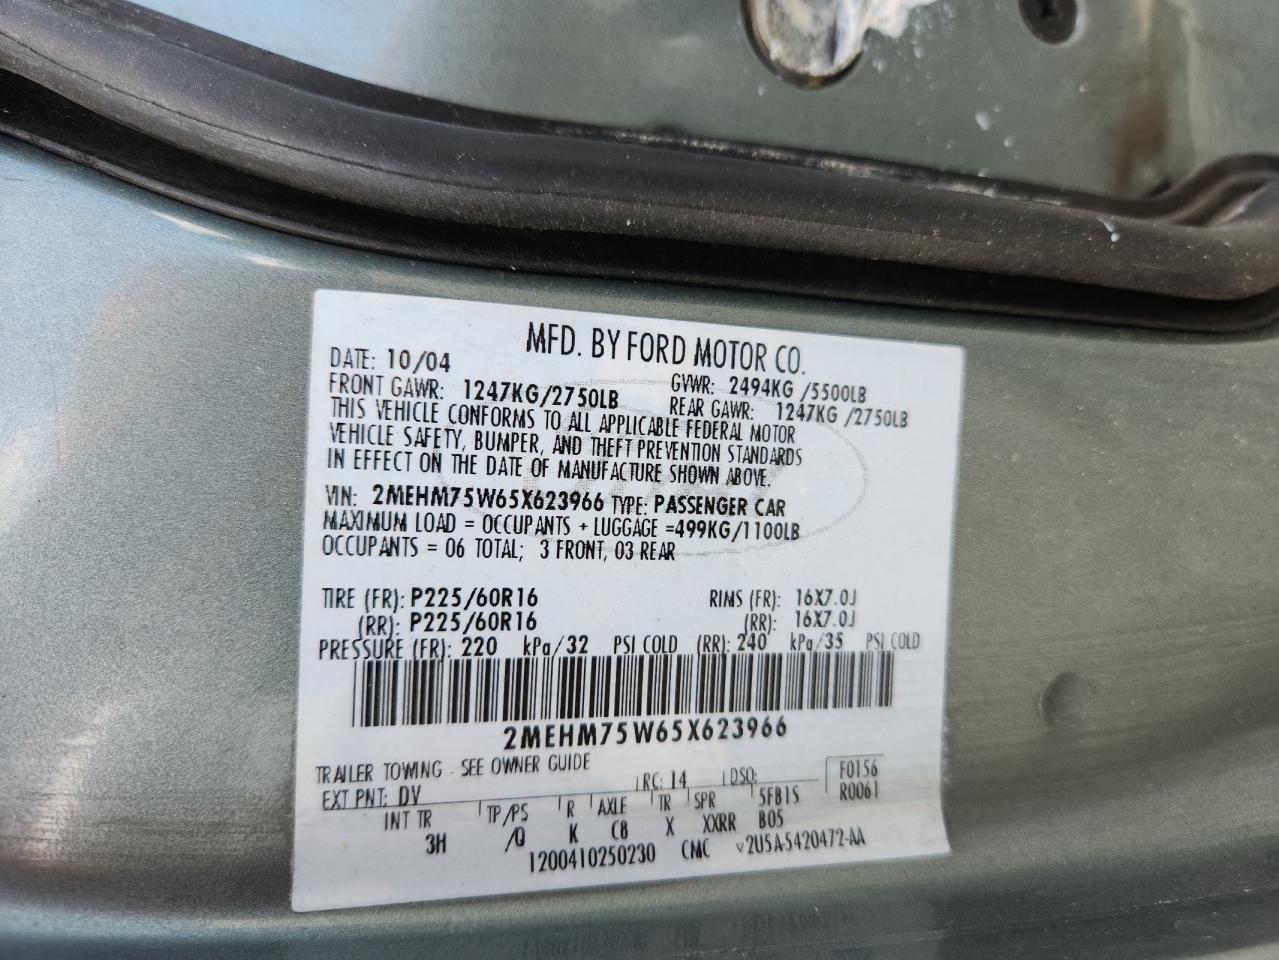 MFD. BY FORD MOTOR CO.
DATE: 10/04 GVWR: 2494KG /5500LB
FRONT GAWR: 1247KG/2750LB REAR GAWR: 1247KG /2750LB
THIS VEHICLE CONFORMS TO ALL APPLICABLE FEDERAL MOTOR
VEHICLE SAFETY, BUMPER, AND THEFT PREVENTION STANDARDS
IN EFFECT ON THE DATE OF MANUFACTURE SHOWN ABOVE.
VIN: 2MEHM75W65X623966 TYPE: PASSENGER CAR
MAXIMUM LOAD = OCCUPANTS + LUGGAGE =499KG/1100LB
OCCUPANTS = 06 TOTAL; 3 FRONT, 03 REAR
TIRE (FR): P225/60R16 RIMS (FR): 16X7.0J
(RR): P225/60R16 (RR): 16X7.0J
PRESSURE (FR): 220 kPa/32 PSI COLD (RR): 240 kPa/35 PSI COLD
2MEHM75W65X623966
TRAILER TOWING - SEE OWNER GUIDE
EXT PNT: DV RC: 14 DSO: F0156
R0061
INT TR TP/PS R AXLE TR SPR 5FB1S
3H /Q K C8 X XXRR B05
1200410250230 CMC v2U5A-5420472-AA